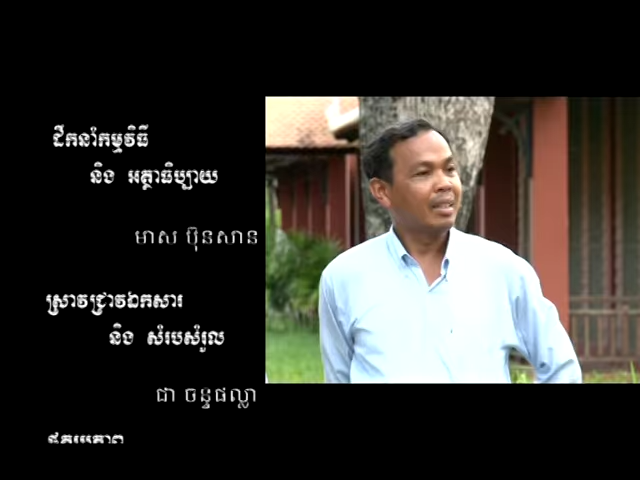 ដឹកនាំកម្មវិធី
និង អត្ថាធិប្បាយ
មាស ប៊ុនសាន
ស្រាវជ្រាវឯកសារ
និង សំរបសំរួល
ជា ចន្ទផល្លា